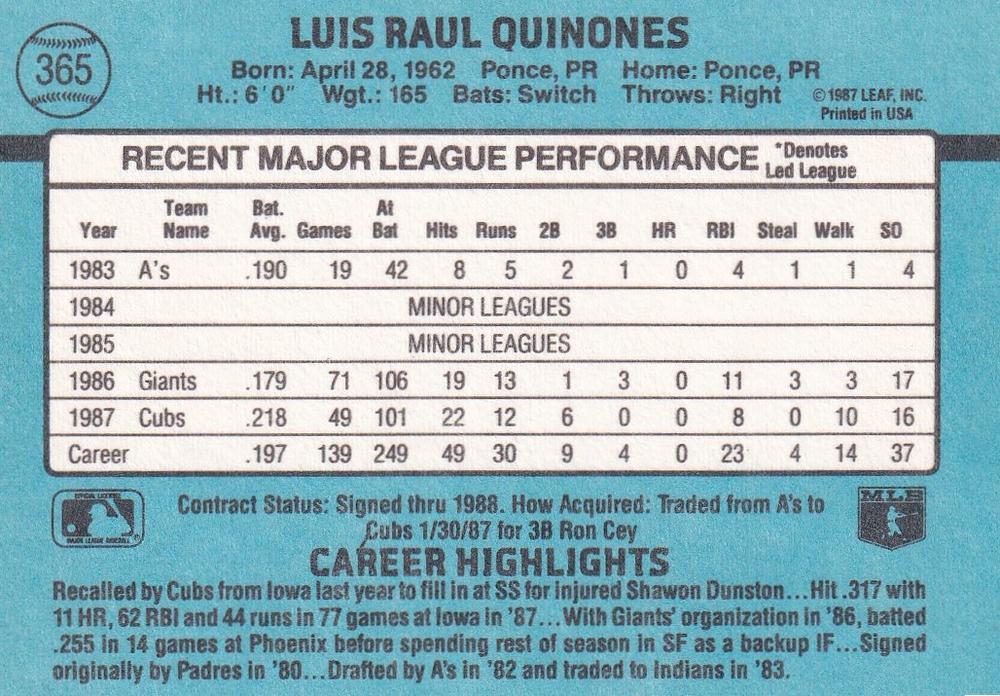 365
LUIS RAUL QUINONES
Born: April 28, 1962 Ponce, PR Home: Ponce, PR
Ht.: 6'0" Wgt.: 165 Bats: Switch Throws: Right
©1987 LEAF, INC.
Printed in USA
RECENT MAJOR LEAGUE PERFORMANCE *Denotes Led League
Year Team Name Bat. Avg. Games At Bat Hits Runs 2B 3B HR RBI Steal Walk SO
1983 A's .190 19 42 8 5 2 1 0 4 1 1 4
1984 MINOR LEAGUES
1985 MINOR LEAGUES
1986 Giants .179 71 106 19 13 1 3 0 11 3 3 17
1987 Cubs .218 49 101 22 12 6 0 0 8 0 10 16
Career .197 139 249 49 30 9 4 0 23 4 14 37
OFFICIAL LICENSEE
MAJOR LEAGUE BASEBALL
®
Contract Status: Signed thru 1988. How Acquired: Traded from A's to
Cubs 1/30/87 for 3B Ron Cey
MLB
CAREER HIGHLIGHTS
Recalled by Cubs from Iowa last year to fill in at SS for injured Shawon Dunston...Hit .317 with
11 HR, 62 RBI and 44 runs in 77 games at Iowa in '87...With Giants' organization in '86, batted
.255 in 14 games at Phoenix before spending rest of season in SF as a backup IF...Signed
originally by Padres in '80...Drafted by A's in '82 and traded to Indians in '83.